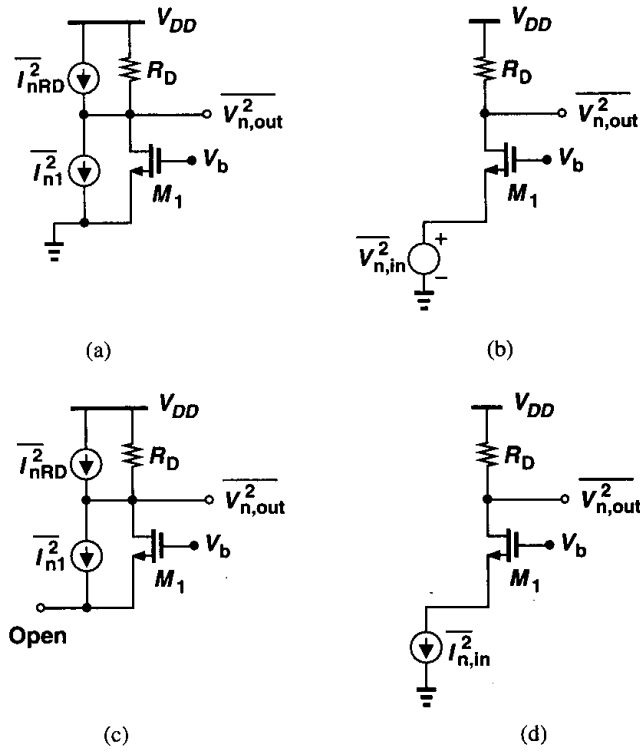 V_DD
I²_nRD
R_D
V²_n,out
I²_n1
V_b
M_1
(a)
V_DD
R_D
V²_n,out
V_b
M_1
V²_n,in
+
−
(b)
V_DD
I²_nRD
R_D
V²_n,out
I²_n1
V_b
M_1
Open
(c)
V_DD
R_D
V²_n,out
V_b
M_1
I²_n,in
(d)